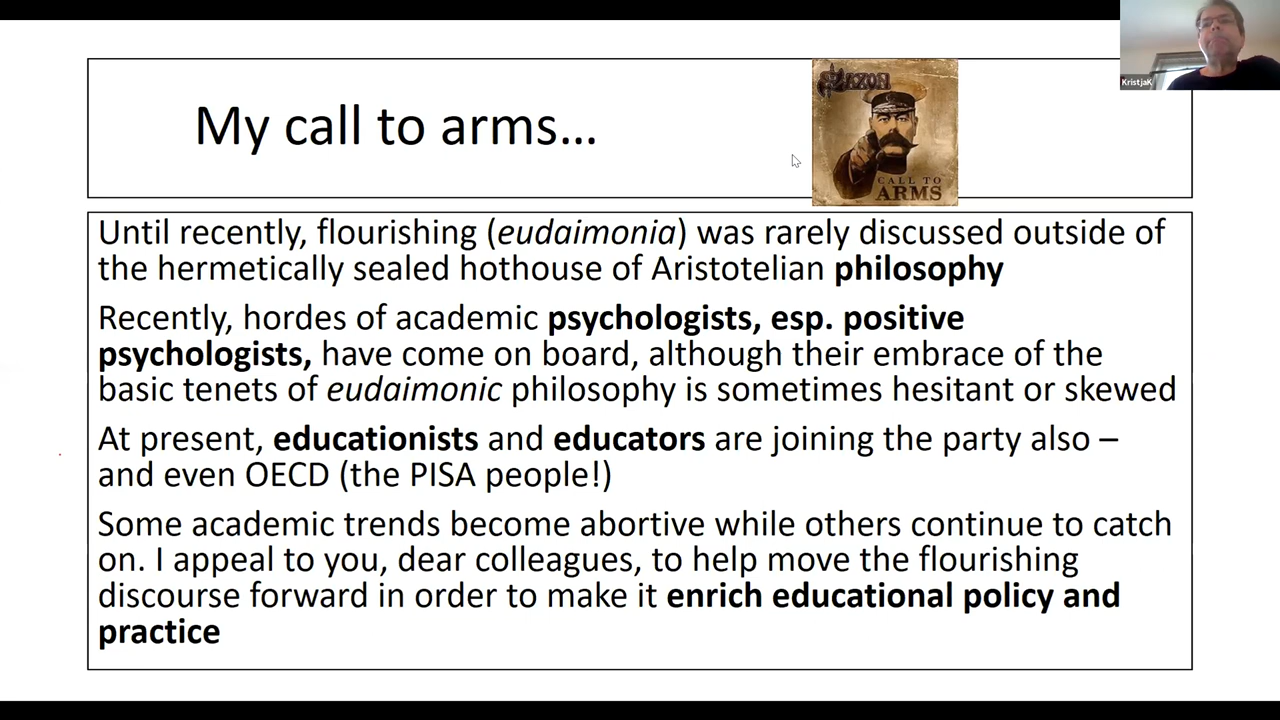 KristjaK
My call to arms...
SAXON
CALL TO
ARMS
Until recently, flourishing (eudaimonia) was rarely discussed outside of
the hermetically sealed hothouse of Aristotelian philosophy
Recently, hordes of academic psychologists, esp. positive
psychologists, have come on board, although their embrace of the
basic tenets of eudaimonic philosophy is sometimes hesitant or skewed
At present, educationists and educators are joining the party also –
and even OECD (the PISA people!)
Some academic trends become abortive while others continue to catch
on. I appeal to you, dear colleagues, to help move the flourishing
discourse forward in order to make it enrich educational policy and
practice